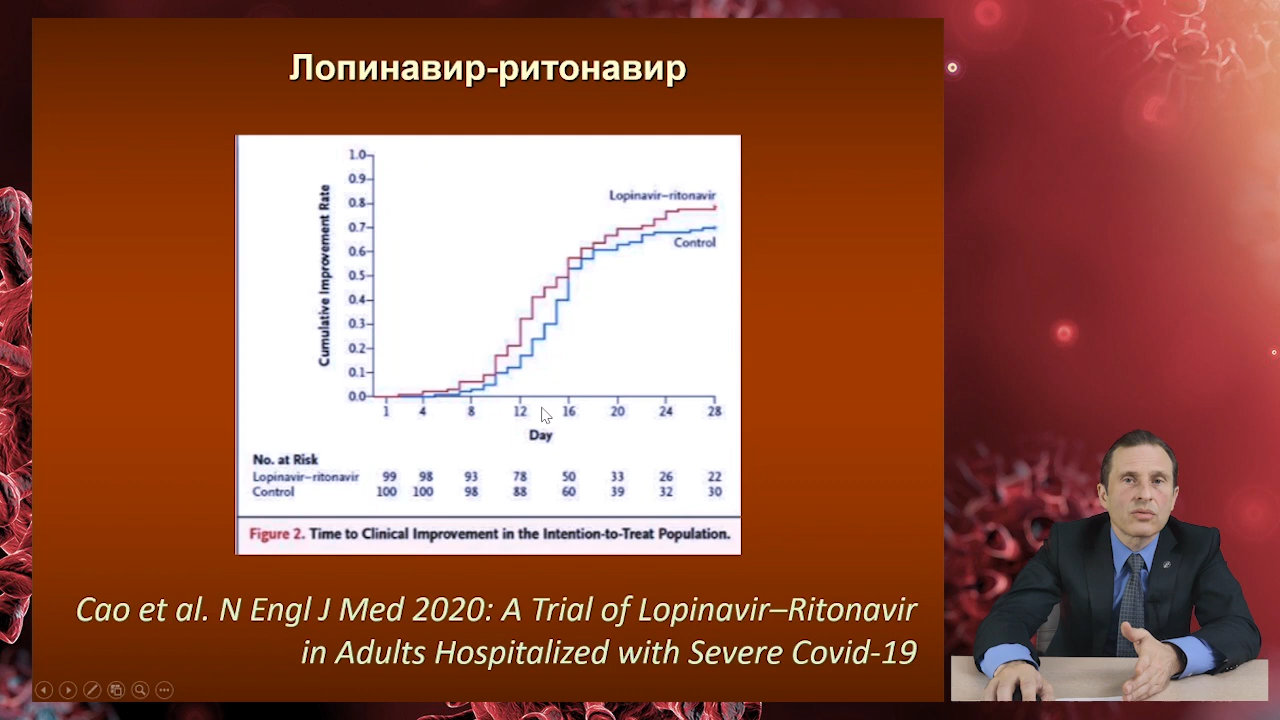 Лопинавир-ритонавир
1.0
0.9
0.8
0.7
0.6
0.5
0.4
0.3
0.2
0.1
0.0
Cumulative Improvement Rate
Lopinavir–ritonavir
Control
1 4 8 12 16 20 24 28
Day
No. at Risk
Lopinavir–ritonavir 99 98 93 78 50 33 26 22
Control 100 100 98 88 60 39 32 30
Figure 2. Time to Clinical Improvement in the Intention-to-Treat Population.
Cao et al. N Engl J Med 2020: A Trial of Lopinavir–Ritonavir
in Adults Hospitalized with Severe Covid-19